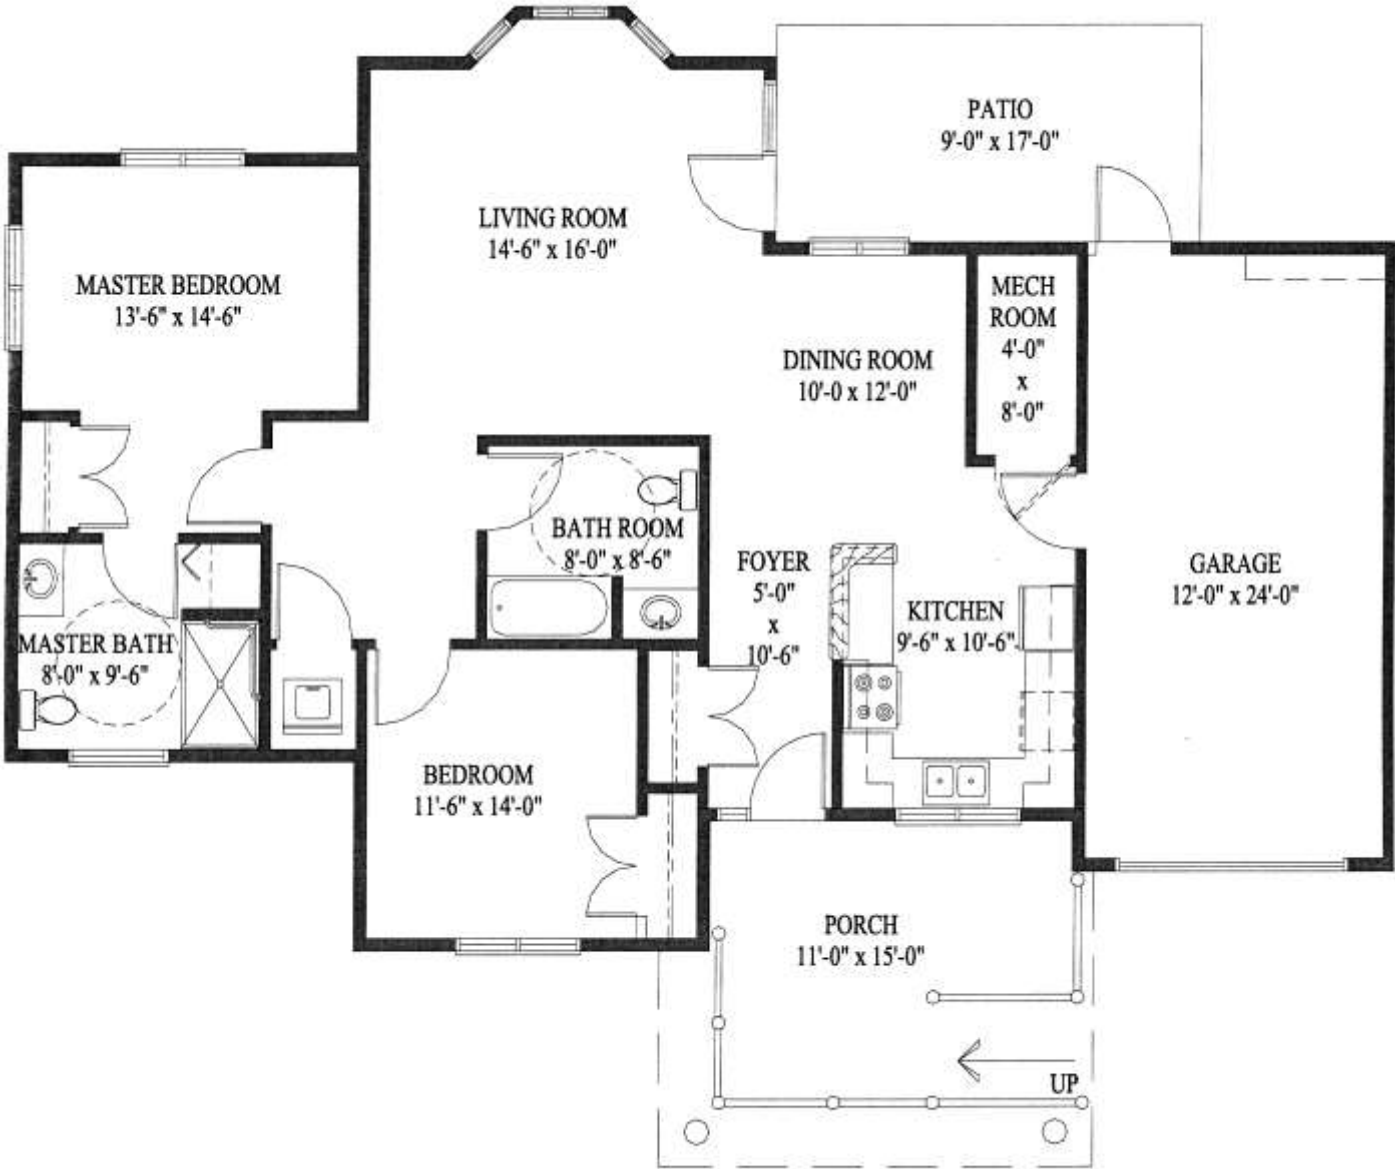 PATIO
9'-0" x 17'-0"
LIVING ROOM
14'-6" x 16'-0"
MASTER BEDROOM
13'-6" x 14'-6"
MECH
ROOM
4'-0"
x
8'-0"
DINING ROOM
10'-0 x 12'-0"
BATH ROOM
8'-0" x 8'-6"
FOYER
5'-0"
x
10'-6"
KITCHEN
9'-6" x 10'-6"
GARAGE
12'-0" x 24'-0"
MASTER BATH
8'-0" x 9'-6"
BEDROOM
11'-6" x 14'-0"
PORCH
11'-0" x 15'-0"
UP